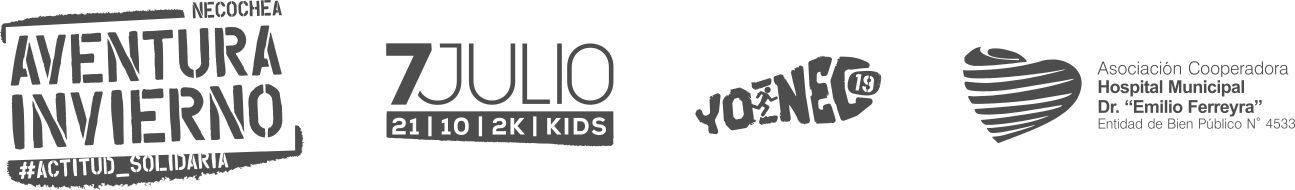 NECOCHEA
AVENTURA
INVIERNO
#ACTITUD_SOLIDARIA
7JULIO
21|10|2K|KIDS
YO NEC 19
Asociación Cooperadora
Hospital Municipal
Dr. “Emilio Ferreyra”
Entidad de Bien Público N° 4533